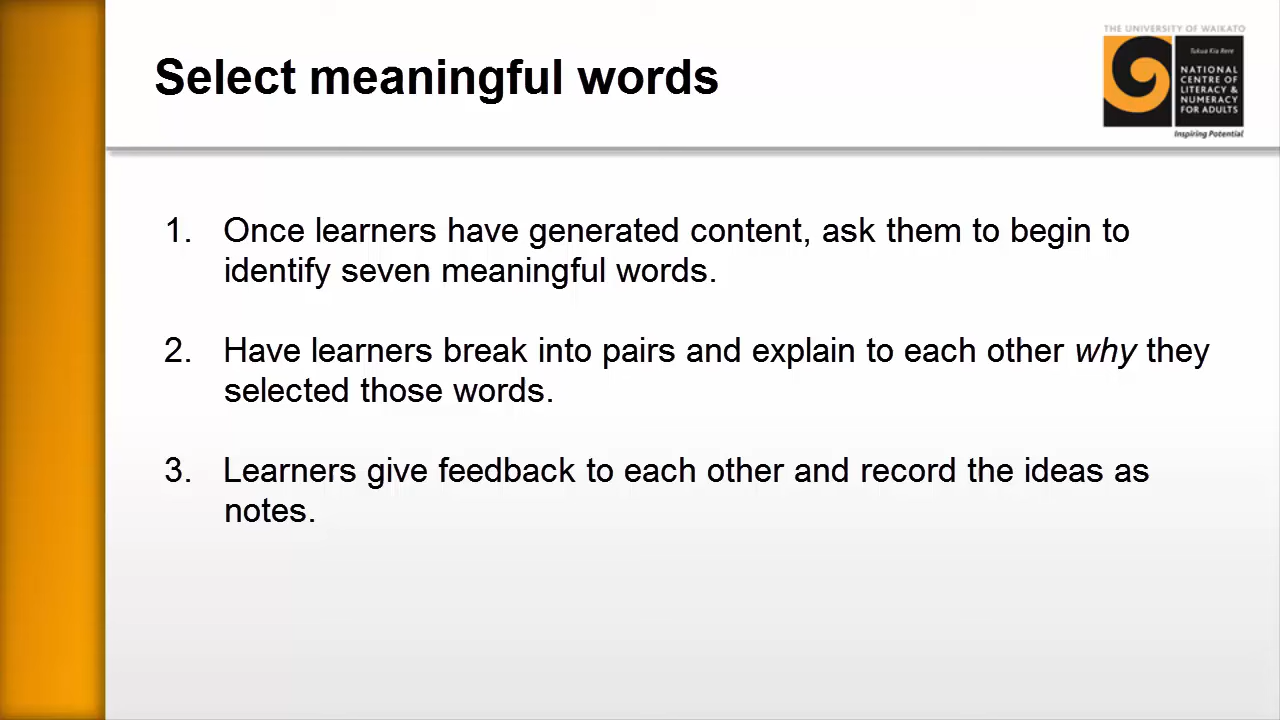 THE UNIVERSITY OF WAIKATO
Tukua Kia Rere
NATIONAL
CENTRE OF
LITERACY &
NUMERACY
FOR ADULTS
Inspiring Potential
Select meaningful words
1. Once learners have generated content, ask them to begin to
identify seven meaningful words.
2. Have learners break into pairs and explain to each other why they
selected those words.
3. Learners give feedback to each other and record the ideas as
notes.